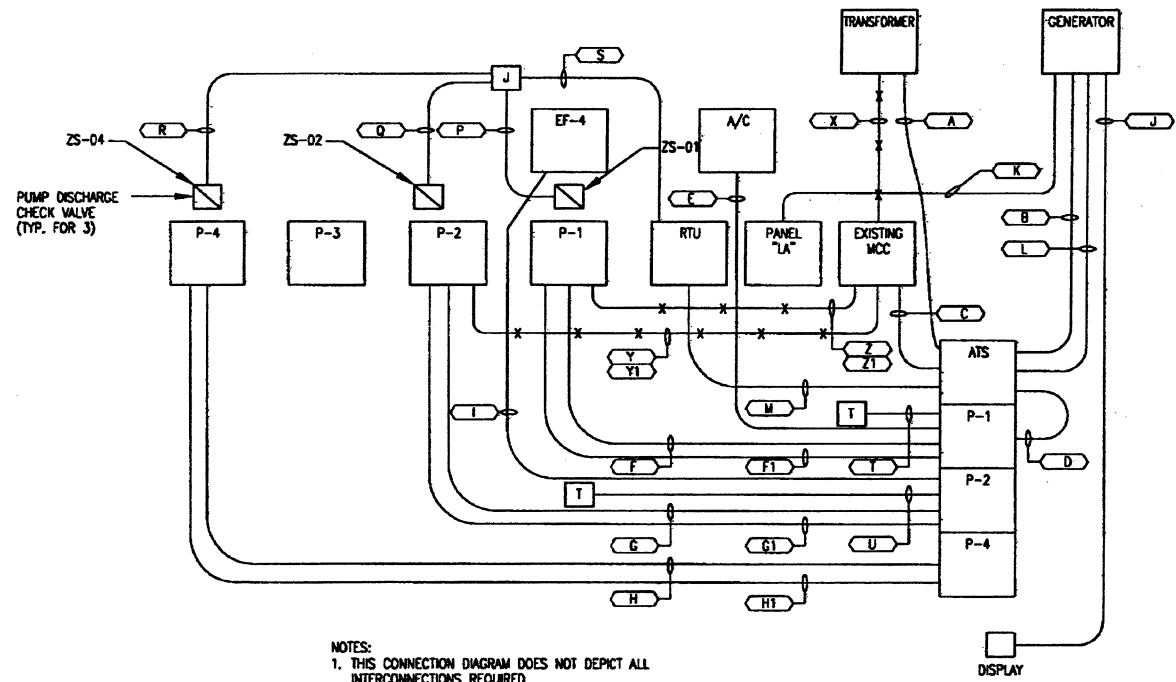 TRANSFORMER
GENERATOR
S
J
EF-4
A/C
R
Q
P
X
A
J
ZS-04
ZS-02
ZS-01
K
PUMP DISCHARGE
CHECK VALVE
(TYP. FOR 3)
E
B
L
P-4
P-3
P-2
P-1
RTU
PANEL
"LA"
EXISTING
MCC
C
Y
Y1
Z
Z1
ATS
I
M
T
P-1
F
F1
T
D
T
P-2
G
G1
U
P-4
H
H1
NOTES:
1. THIS CONNECTION DIAGRAM DOES NOT DEPICT ALL
INTERCONNECTIONS REQUIRED
DISPLAY